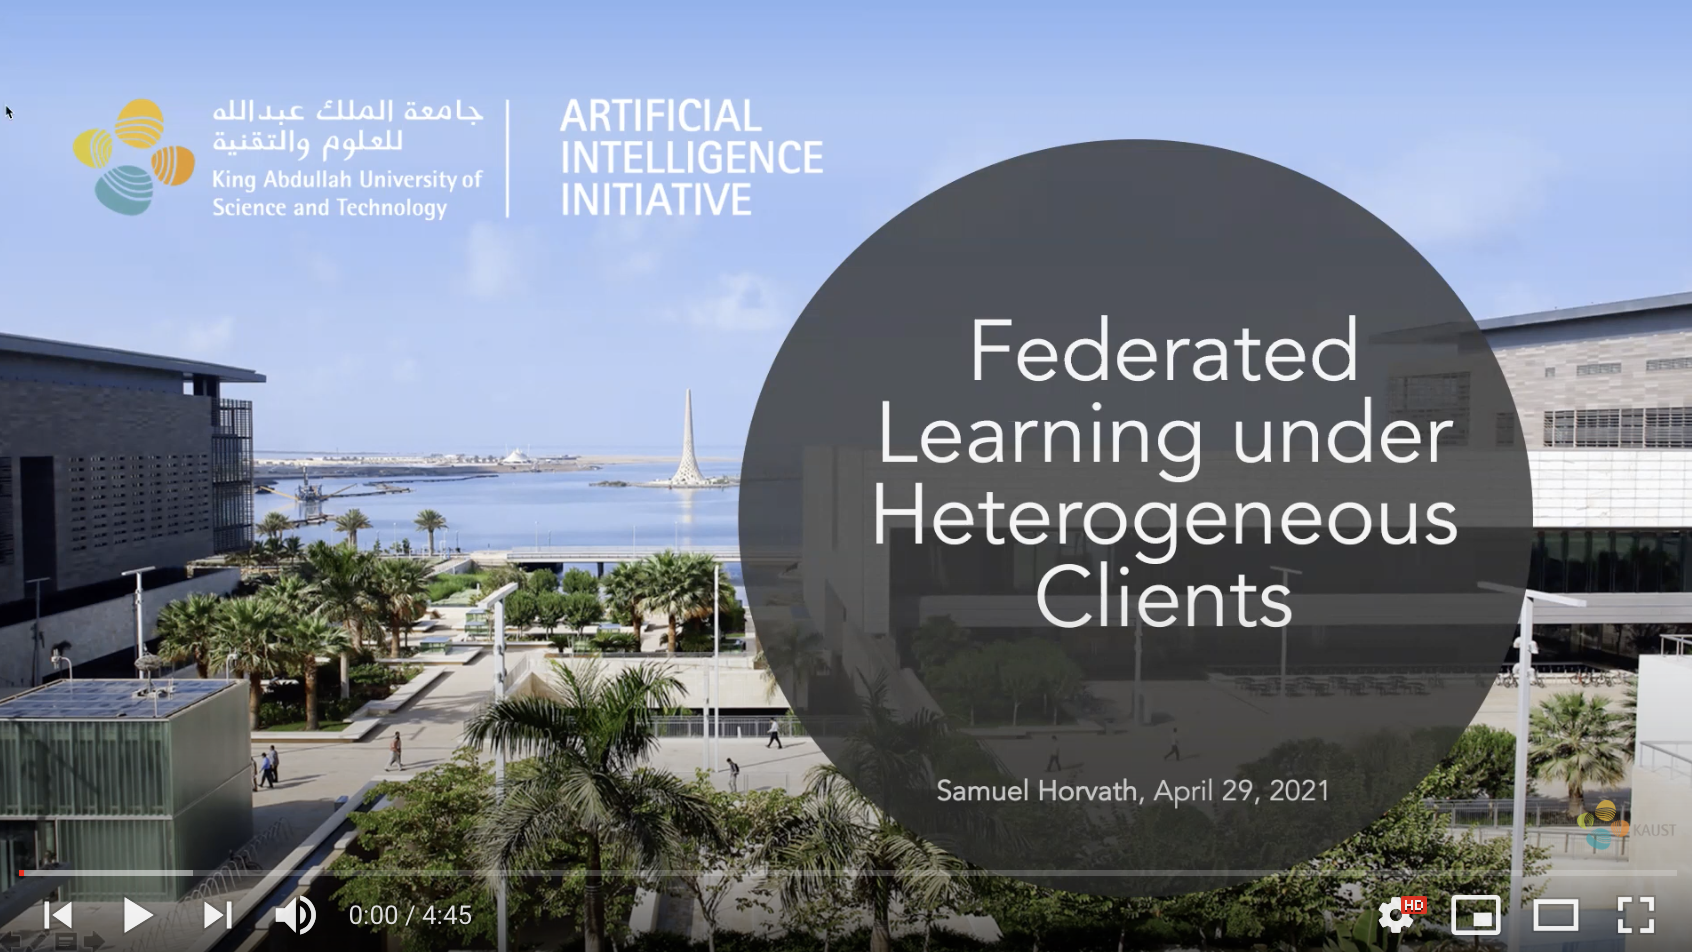 جامعة الملك عبدالله
للعلوم والتقنية
King Abdullah University of
Science and Technology
ARTIFICIAL
INTELLIGENCE
INITIATIVE
Federated
Learning under
Heterogeneous
Clients
Samuel Horvath, April 29, 2021
KAUST
0:00 / 4:45
HD